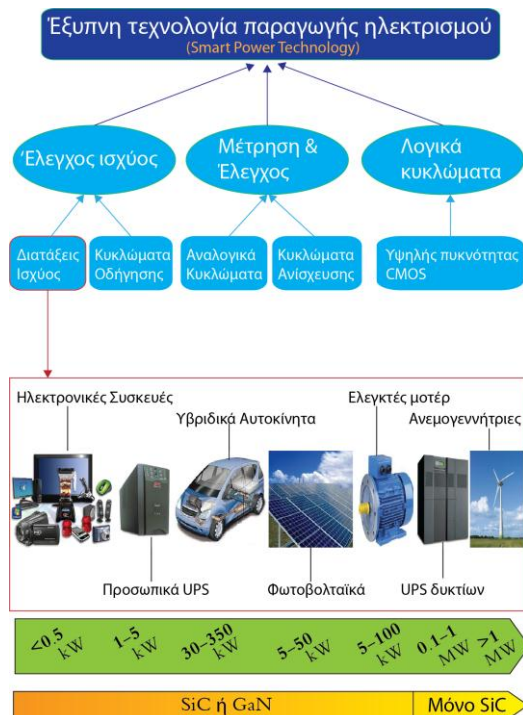 Έξυπνη τεχνολογία παραγωγής ηλεκτρισμού
(Smart Power Technology)
Έλεγχος ισχύος
Μέτρηση &
Έλεγχος
Λογικά
κυκλώματα
Διατάξεις
Ισχύος
Κυκλώματα
Οδήγησης
Αναλογικά
Κυκλώματα
Κυκλώματα
Ανίσχευσης
Υψηλής πυκνότητας
CMOS
Ηλεκτρονικές Συσκευές
Υβριδικά Αυτοκίνητα
Ελεγκτές μοτέρ
Ανεμογεννήτριες
Προσωπικά UPS
Φωτοβολταϊκά
UPS δυκτίων
<0.5
kW
1–5
kW
30–350
kW
5–50
kW
5–100
kW
0.1–1
MW
>1
MW
SiC ή GaN
Μόνο SiC